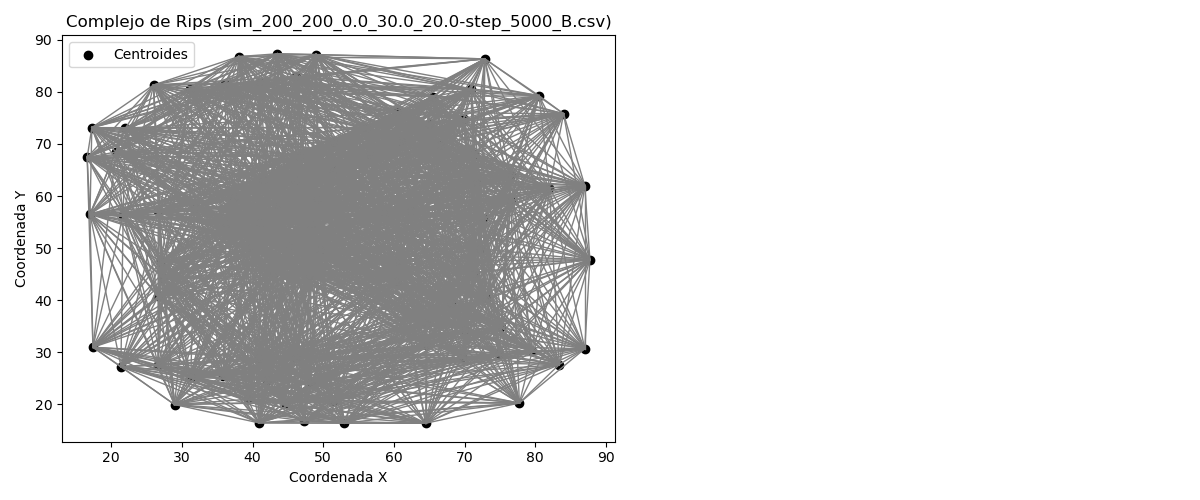 Complejo de Rips (sim_200_200_0.0_30.0_20.0-step_5000_B.csv)
Centroides
90
80
70
60
50
40
30
20
Coordenada Y
20 30 40 50 60 70 80 90
Coordenada X